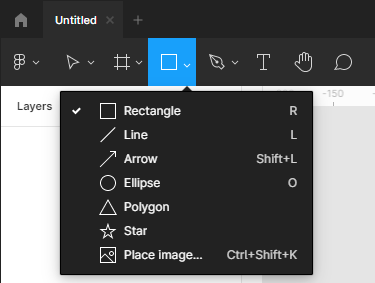 Untitled
Layers
-150
Rectangle R
Line L
Arrow Shift+L
Ellipse O
Polygon
Star
Place image... Ctrl+Shift+K